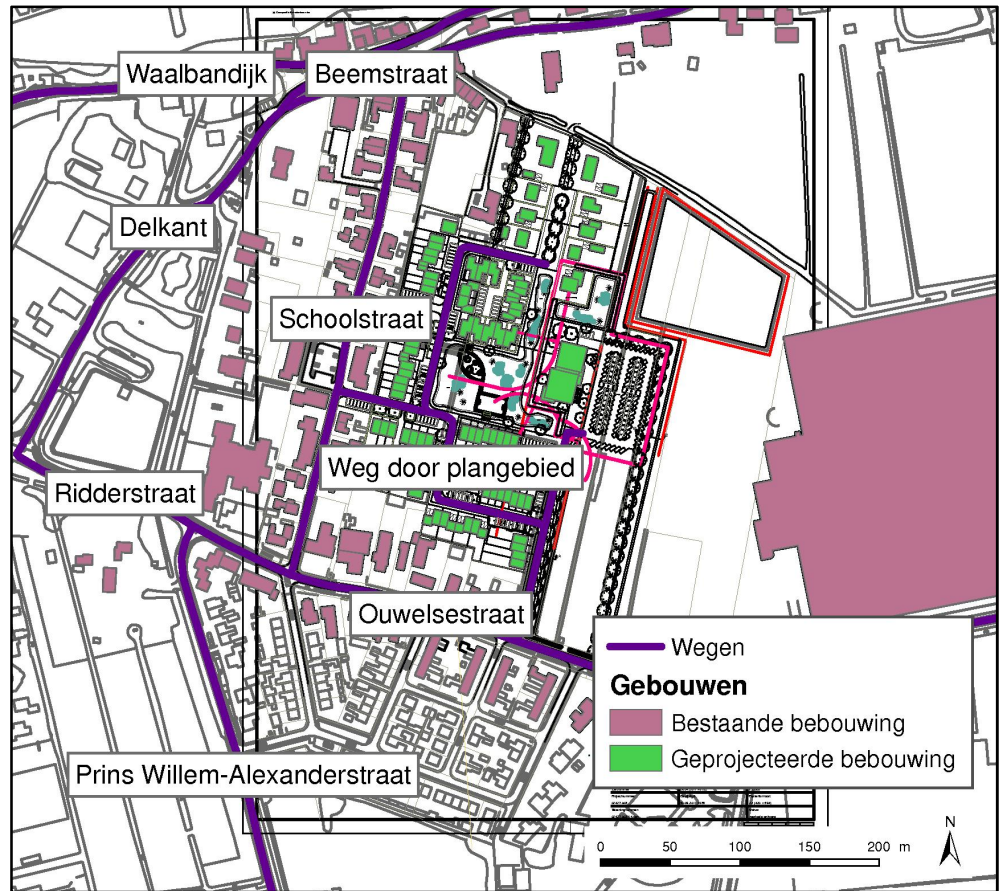 Waalbandijk
Beemstraat
Delkant
Schoolstraat
Weg door plangebied
Ridderstraat
Ouwelsestraat
Wegen
Gebouwen
Bestaande bebouwing
Geprojecteerde bebouwing
Prins Willem-Alexanderstraat
N
0 50 100 200 m